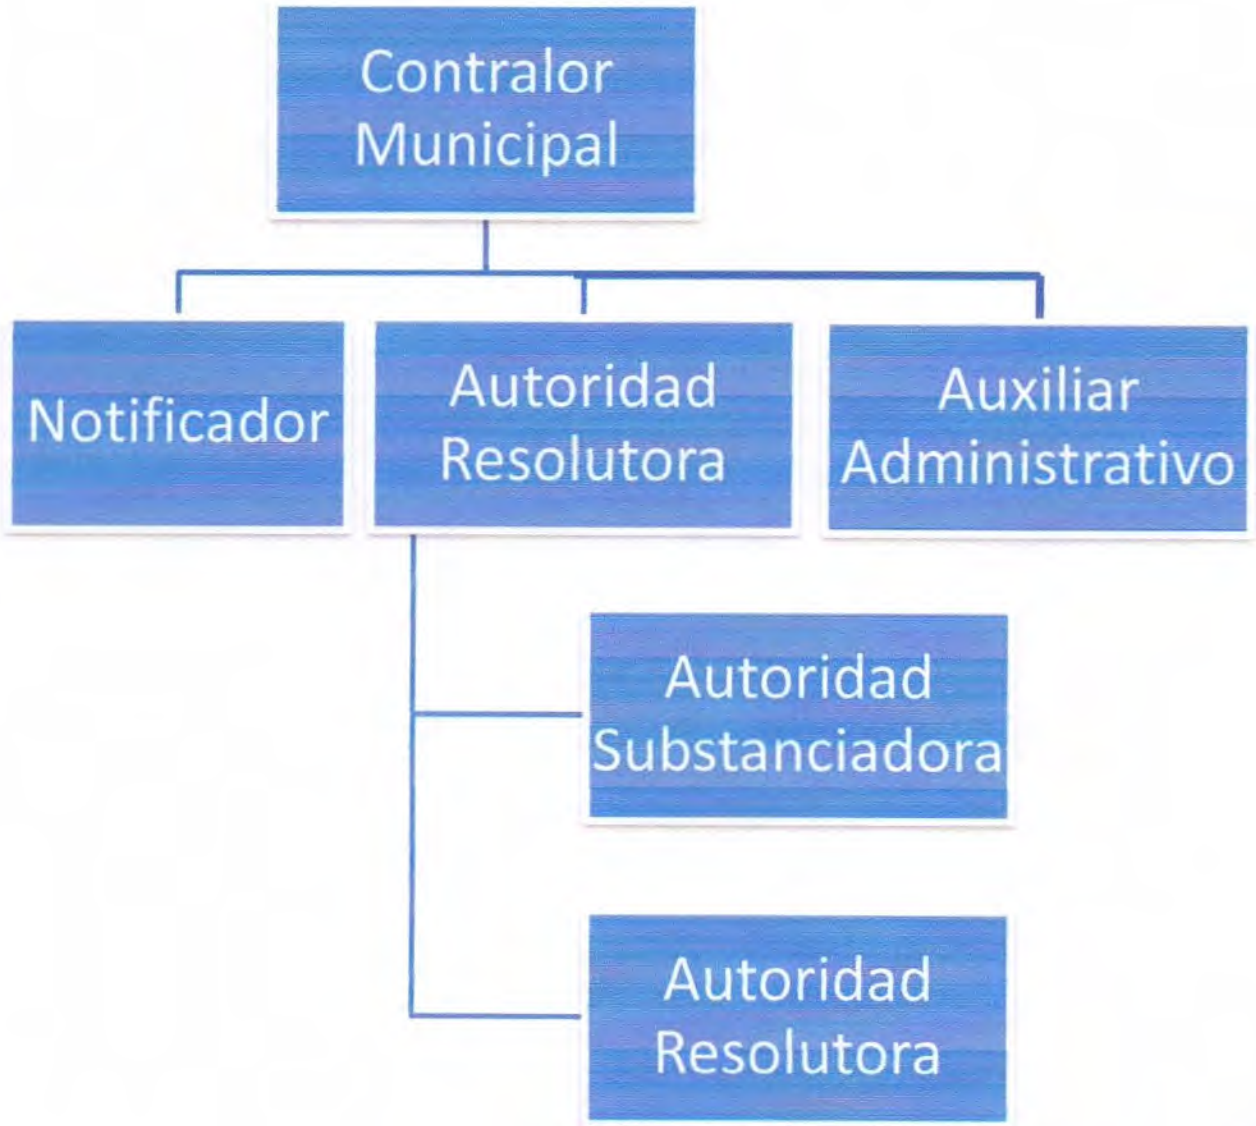 Contralor
Municipal
Notificador
Autoridad
Resolutora
Auxiliar
Administrativo
Autoridad
Substanciadora
Autoridad
Resolutora